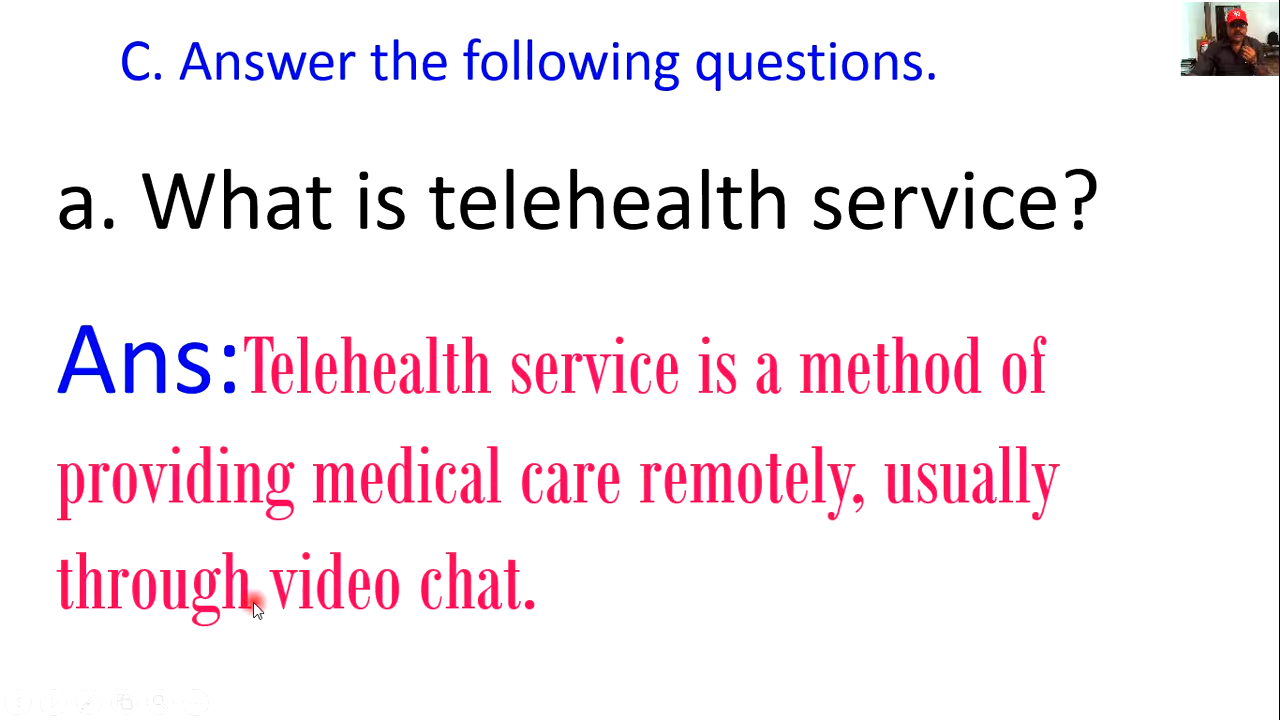 C. Answer the following questions.
a. What is telehealth service?
Ans:Telehealth service is a method of
providing medical care remotely, usually
through video chat.